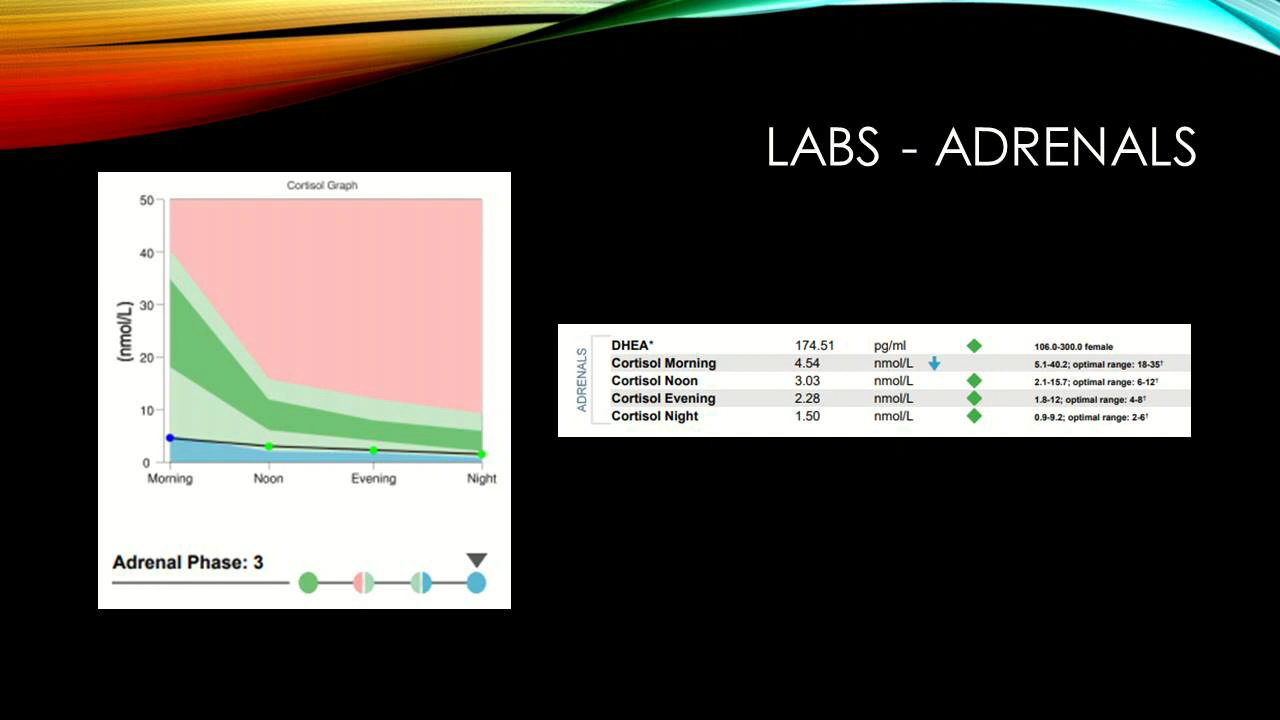 LABS - ADRENALS
Cortisol Graph
50
40
30
20
10
0
(nmol/L)
Morning Noon Evening Night
Adrenal Phase: 3
ADRENALS
DHEA* 174.51 pg/ml 106.0-300.0 female
Cortisol Morning 4.54 nmol/L 5.1-40.2; optimal range: 18-35†
Cortisol Noon 3.03 nmol/L 2.1-15.7; optimal range: 6-12†
Cortisol Evening 2.28 nmol/L 1.8-12; optimal range: 4-8†
Cortisol Night 1.50 nmol/L 0.9-9.2; optimal range: 2-6†